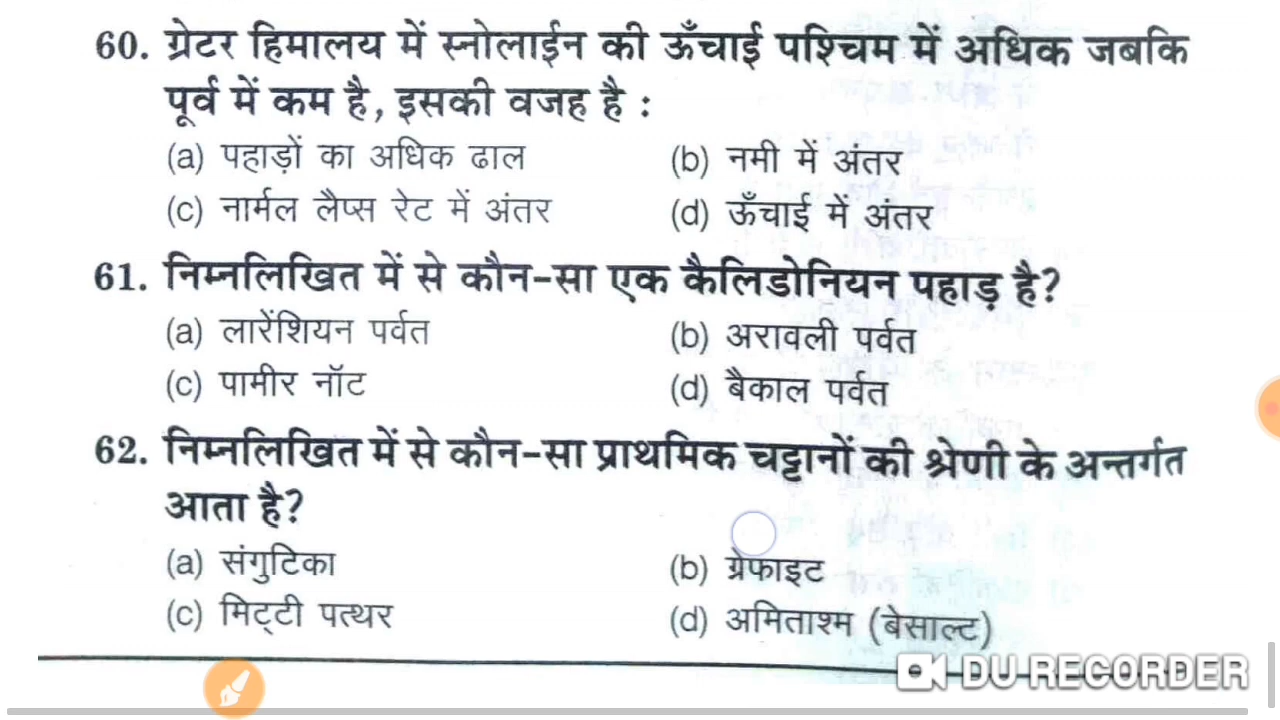 60. ग्रेटर हिमालय में स्नोलाईन की ऊँचाई पश्चिम में अधिक जबकि
पूर्व में कम है, इसकी वजह है :
(a) पहाड़ों का अधिक ढाल (b) नमी में अंतर
(c) नार्मल लैप्स रेट में अंतर (d) ऊँचाई में अंतर
61. निम्नलिखित में से कौन-सा एक कैलिडोनियन पहाड़ है?
(a) लारेंशियन पर्वत (b) अरावली पर्वत
(c) पामीर नॉट (d) बैकाल पर्वत
62. निम्नलिखित में से कौन-सा प्राथमिक चट्टानों की श्रेणी के अन्तर्गत
आता है?
(a) संगुटिका (b) ग्रेफाइट
(c) मिट्टी पत्थर (d) अमिताश्म (बेसाल्ट)
DU RECORDER